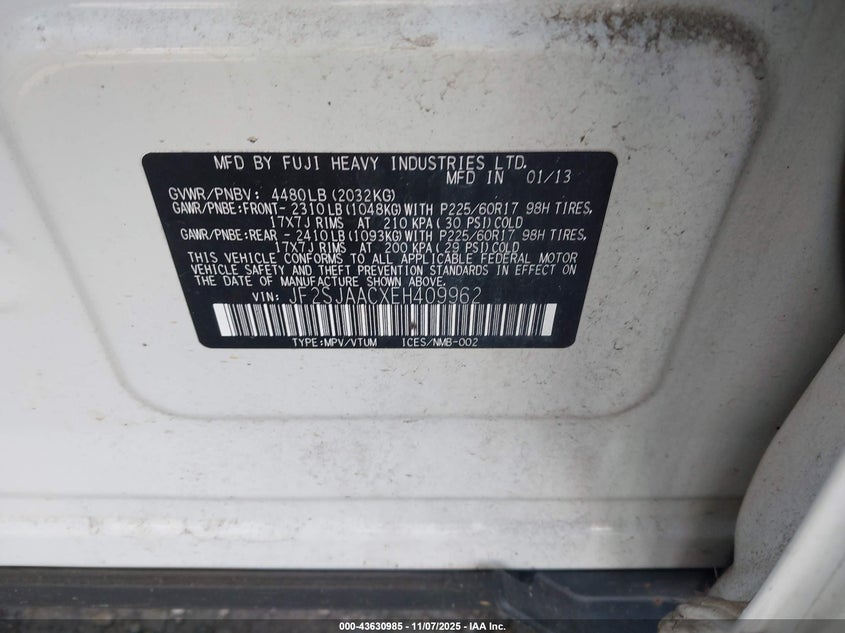 MFD BY FUJI HEAVY INDUSTRIES LTD.
MFD IN 01/13
GVWR/PNBV: 4480LB(2032KG)
GAWR/PNBE:FRONT-2310LB(1048KG)WITH P225/60R17 98H TIRES,
17X7J RIMS AT 210 KPA(30 PSI)COLD
GAWR/PNBE:REAR -2410LB(1093KG)WITH P225/60R17 98H TIRES,
17X7J RIMS AT 200 KPA(29 PSI)COLD
THIS VEHICLE CONFORMS TO ALL APPLICABLE FEDERAL MOTOR
VEHICLE SAFETY AND THEFT PREVENTION STANDARDS IN EFFECT ON
THE DATE OF MANUFACTURE SHOWN ABOVE.
VIN: JF2SJAACXEH409962
TYPE:MPV/VTUM ICES/NMB-002
000-43630985 - 11/07/2025 - IAA Inc.